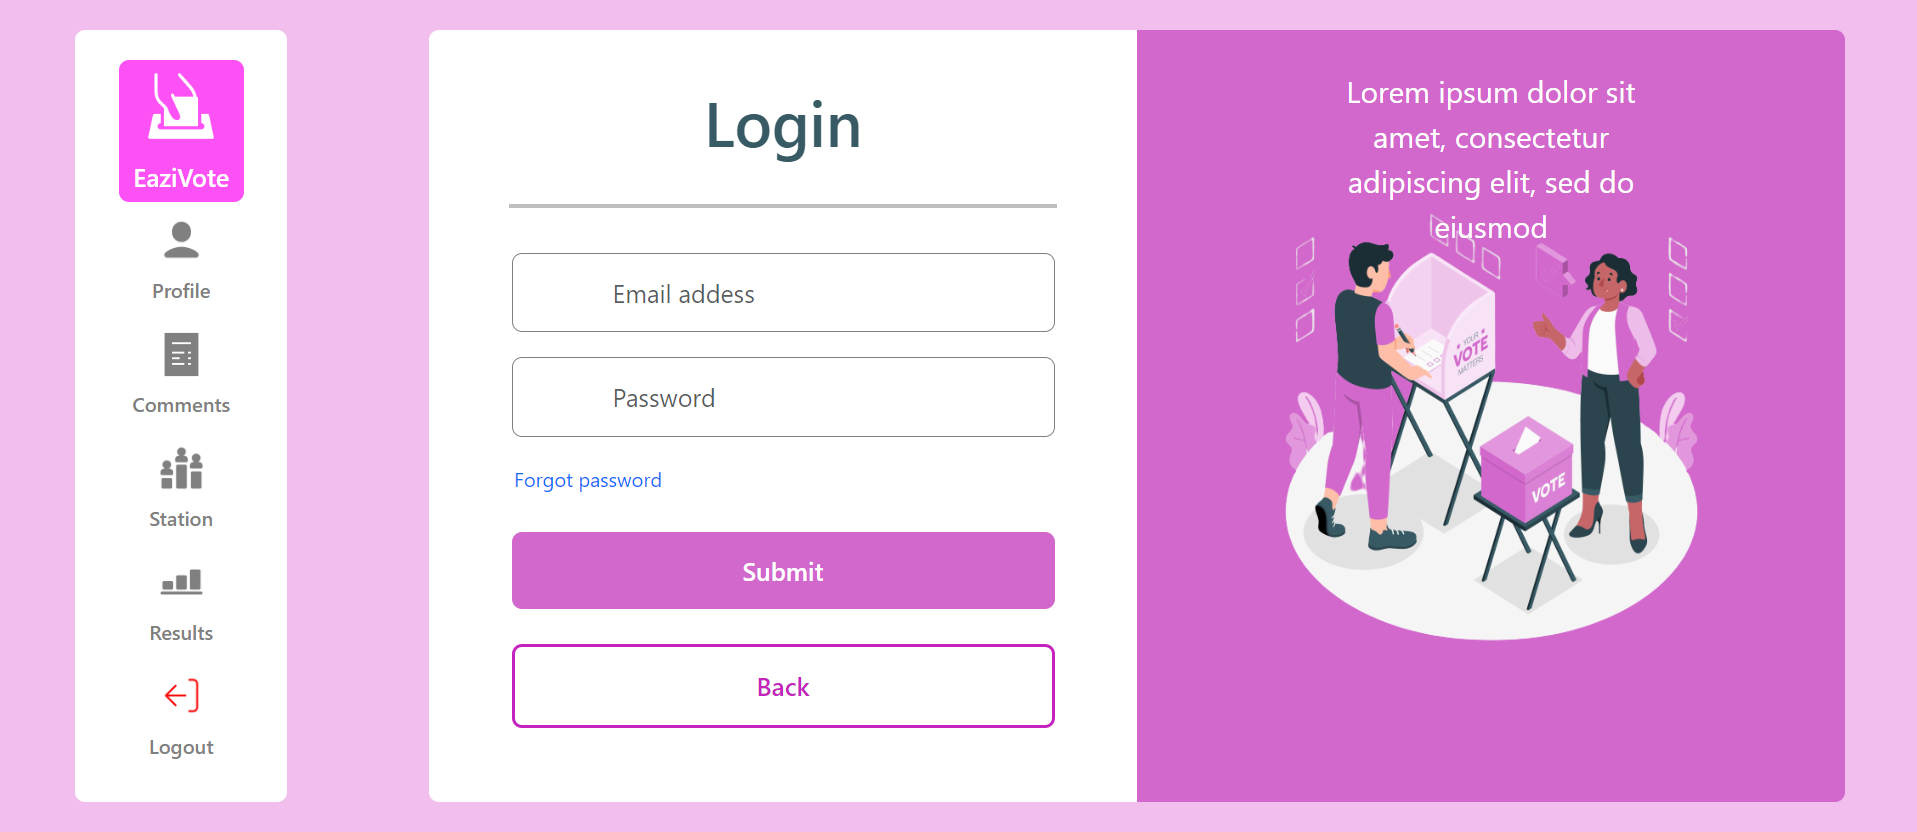 EaziVote
Profile
Comments
Station
Results
Logout
Login
Email addess
Password
Forgot password
Submit
Back
Lorem ipsum dolor sit
amet, consectetur
adipiscing elit, sed do
eiusmod
YOUR
VOTE
MATTERS
VOTE